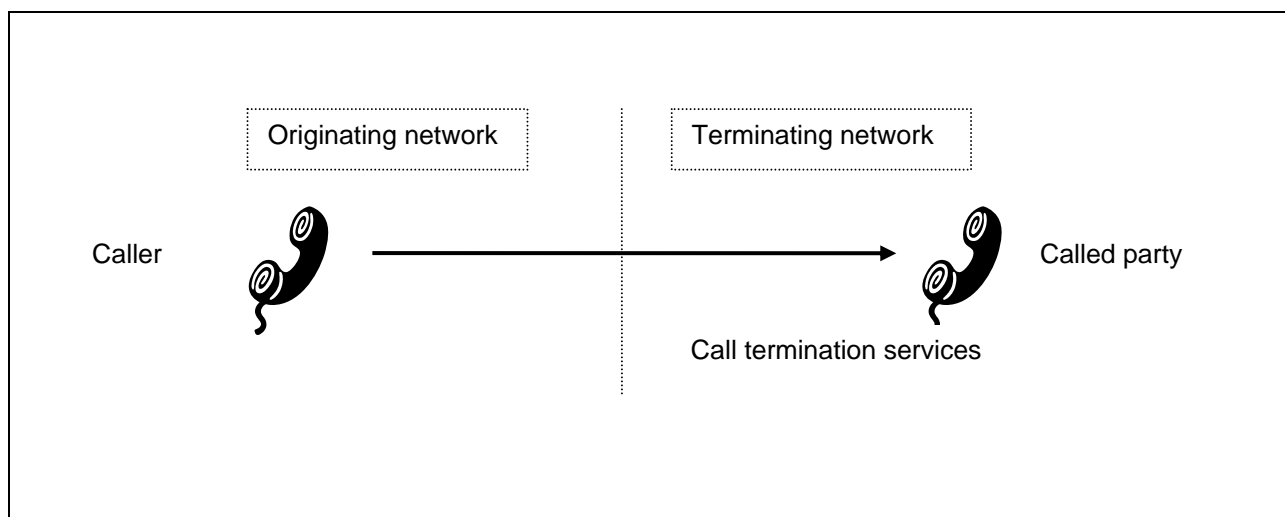 Originating network
Terminating network
Caller
Called party
Call termination services